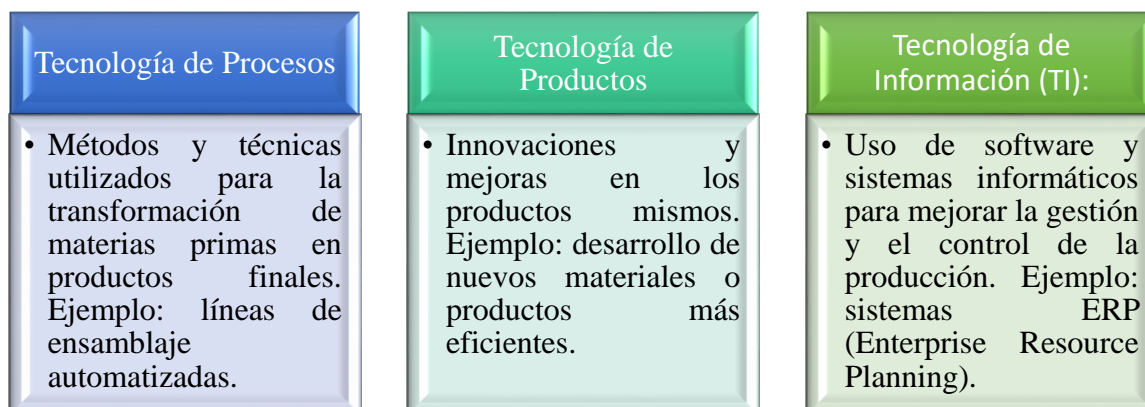 Tecnología de Procesos
• Métodos y técnicas
utilizados para la
transformación de
materias primas en
productos finales.
Ejemplo: líneas de
ensamblaje
automatizadas.
Tecnología de
Productos
• Innovaciones y
mejoras en los
productos mismos.
Ejemplo: desarrollo de
nuevos materiales o
productos más
eficientes.
Tecnología de
Información (TI):
• Uso de software y
sistemas informáticos
para mejorar la gestión
y el control de la
producción. Ejemplo:
sistemas ERP
(Enterprise Resource
Planning).